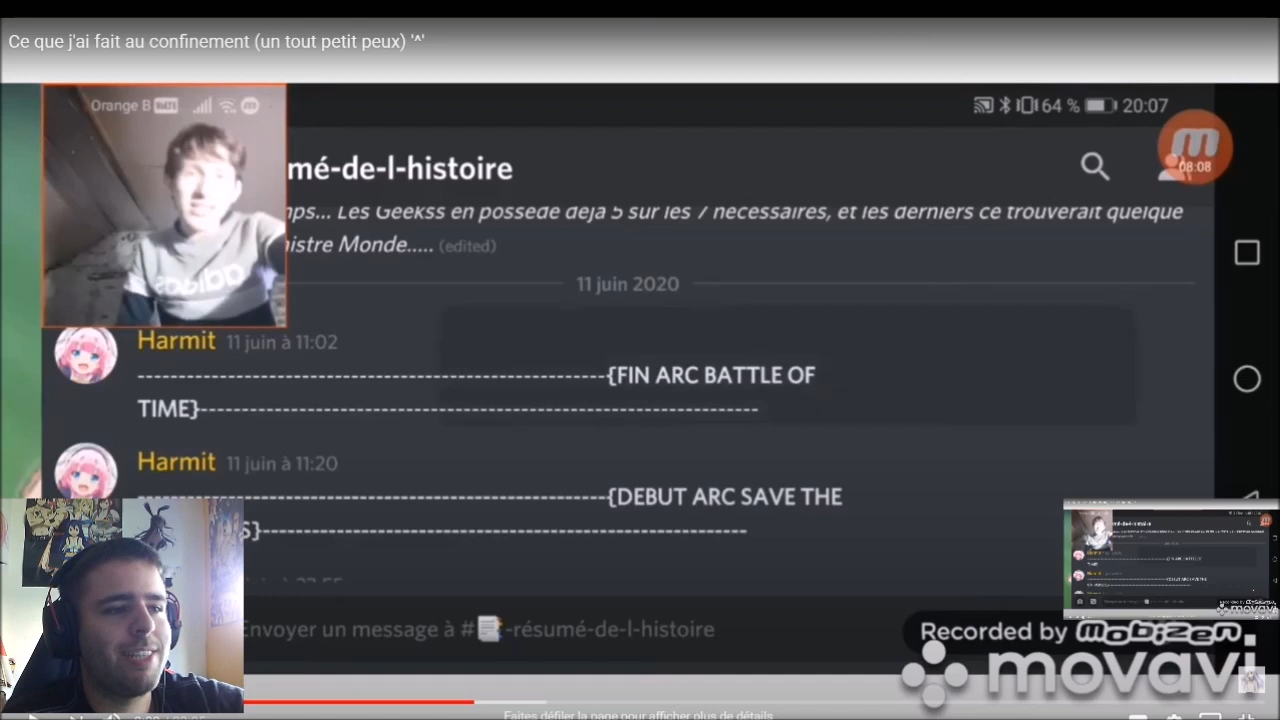 Ce que j'ai fait au confinement (un tout petit peux) '^'
Orange B
64 % 20:07
08:08
mé-de-l-histoire
mps... Les Geekss en possède déjà 5 sur les 7 nécessaires, et les derniers ce trouverait quelque
nistre Monde..... (edited)
11 juin 2020
adidas
Harmit 11 juin à 11:02
---------------------------------------------------------{FIN ARC BATTLE OF
TIME}--------------------------------------------------------------------
Harmit 11 juin à 11:20
---------------------------------------------------------{DEBUT ARC SAVE THE
S}-----------------------------------------------------------
Envoyer un message à #-résumé-de-l-histoire
Recorded by mobizen
movavi
Faites défiler la page pour afficher plus de détails